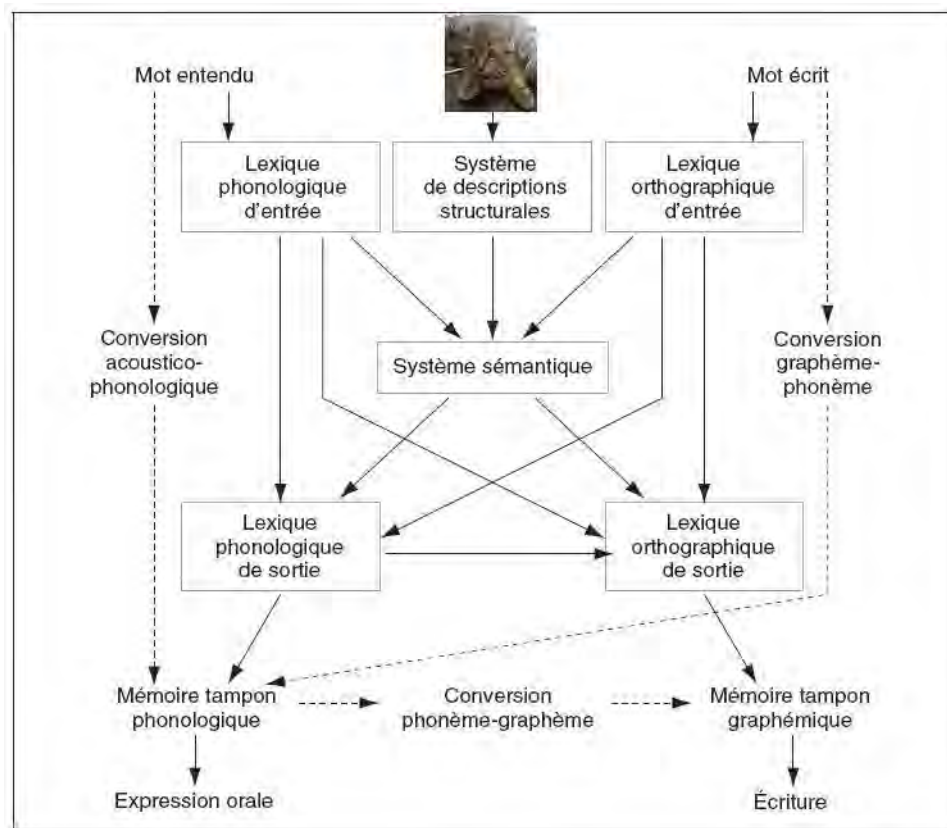 Mot entendu
Mot écrit
Lexique
phonologique
d'entrée
Système
de descriptions
structurales
Lexique
orthographique
d'entrée
Conversion
acoustico-
phonologique
Système sémantique
Conversion
graphème-
phonème
Lexique
phonologique
de sortie
Lexique
orthographique
de sortie
Mémoire tampon
phonologique
Conversion
phonème-graphème
Mémoire tampon
graphémique
Expression orale
Écriture